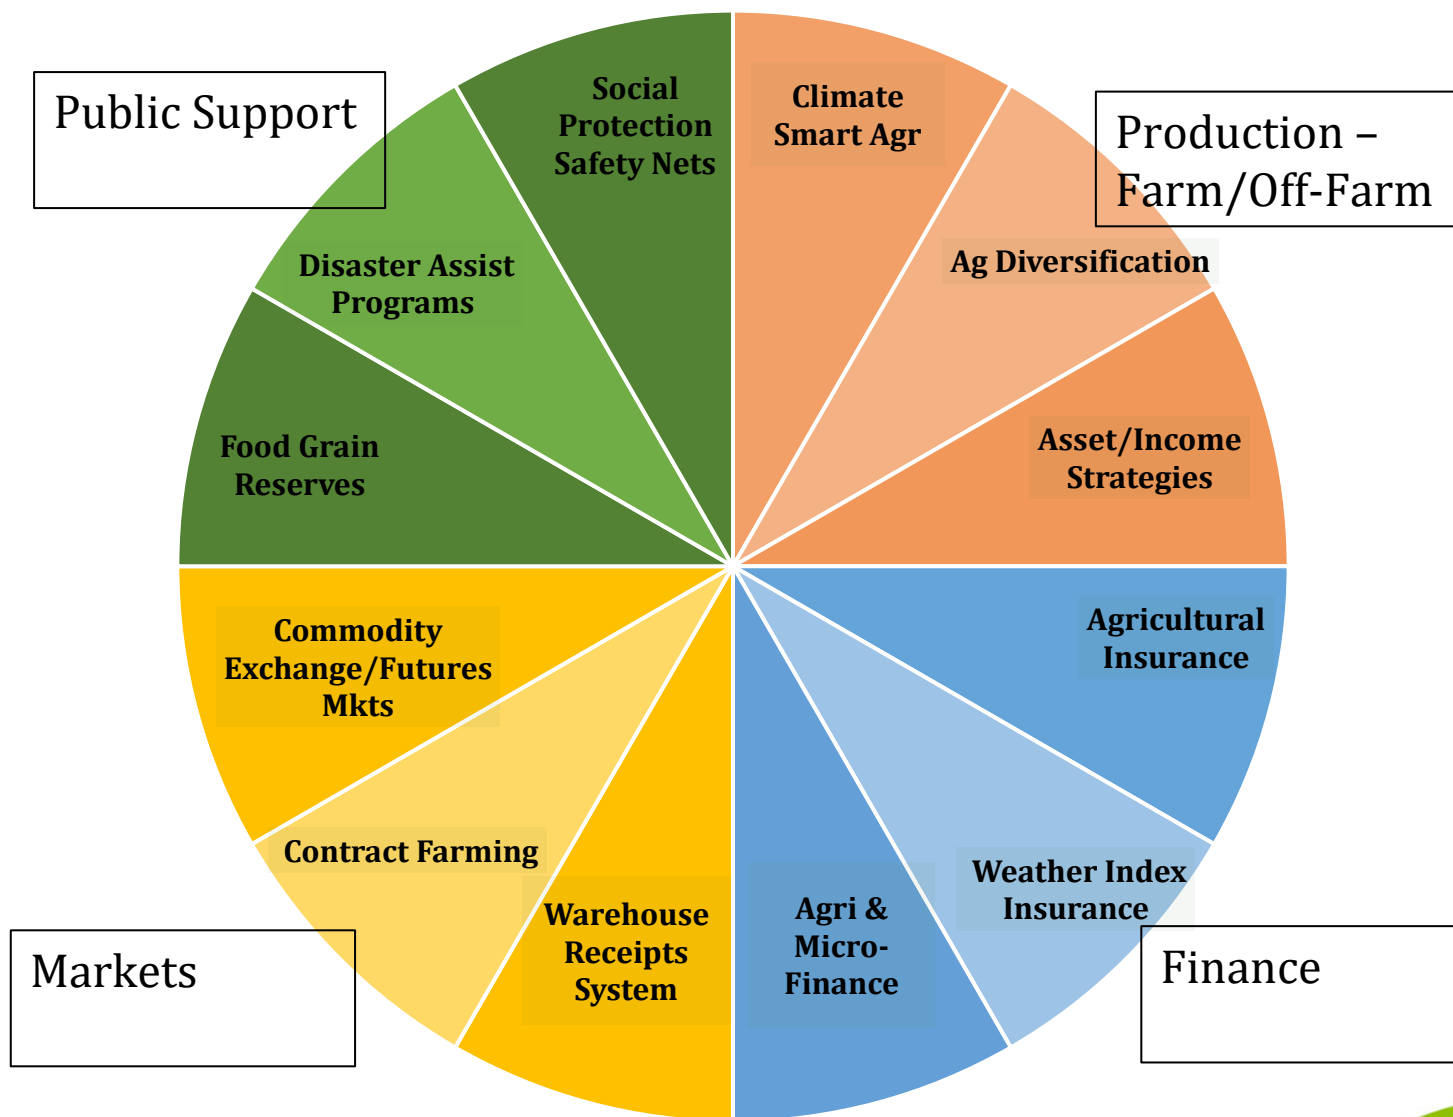 Public Support
Social
Protection
Safety Nets
Climate
Smart Agr
Production –
Farm/Off-Farm
Disaster Assist
Programs
Ag Diversification
Food Grain
Reserves
Asset/Income
Strategies
Commodity
Exchange/Futures
Mkts
Agricultural
Insurance
Contract Farming
Weather Index
Insurance
Warehouse
Receipts
System
Agri &
Micro-
Finance
Markets
Finance